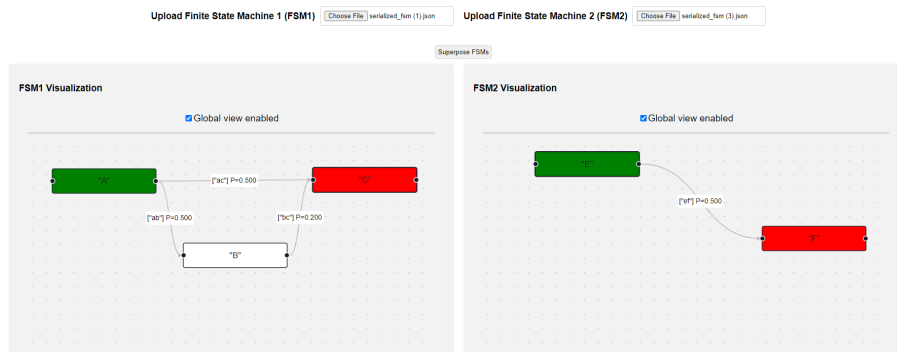 Upload Finite State Machine 1 (FSM1) Choose File serialized_fsm (1).json Upload Finite State Machine 2 (FSM2) Choose File serialized_fsm (3).json
Superpose FSMs
FSM1 Visualization
Global view enabled
"A"
["ac"] P=0.500
"C"
["ab"] P=0.500
["bc"] P=0.200
"B"
FSM2 Visualization
Global view enabled
"E"
["ef"] P=0.500
"F"